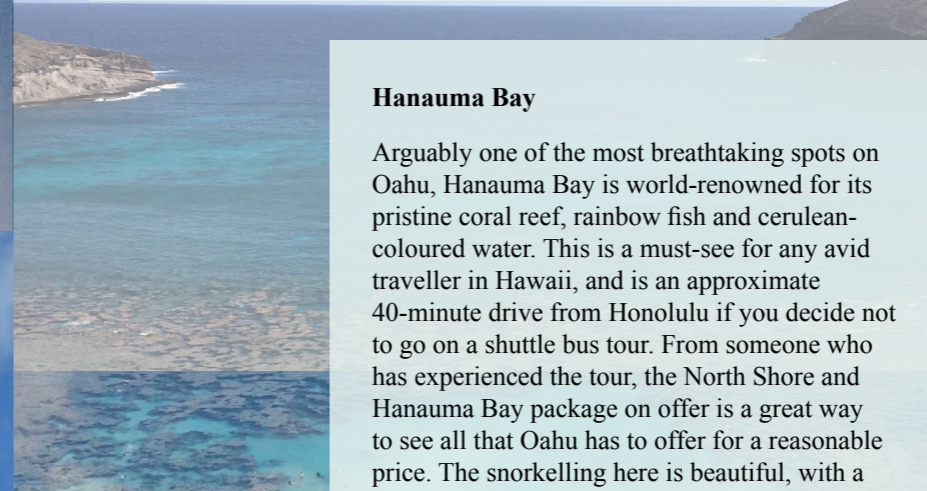 Hanauma Bay
Arguably one of the most breathtaking spots on
Oahu, Hanauma Bay is world-renowned for its
pristine coral reef, rainbow fish and cerulean-
coloured water. This is a must-see for any avid
traveller in Hawaii, and is an approximate
40-minute drive from Honolulu if you decide not
to go on a shuttle bus tour. From someone who
has experienced the tour, the North Shore and
Hanauma Bay package on offer is a great way
to see all that Oahu has to offer for a reasonable
price. The snorkelling here is beautiful, with a